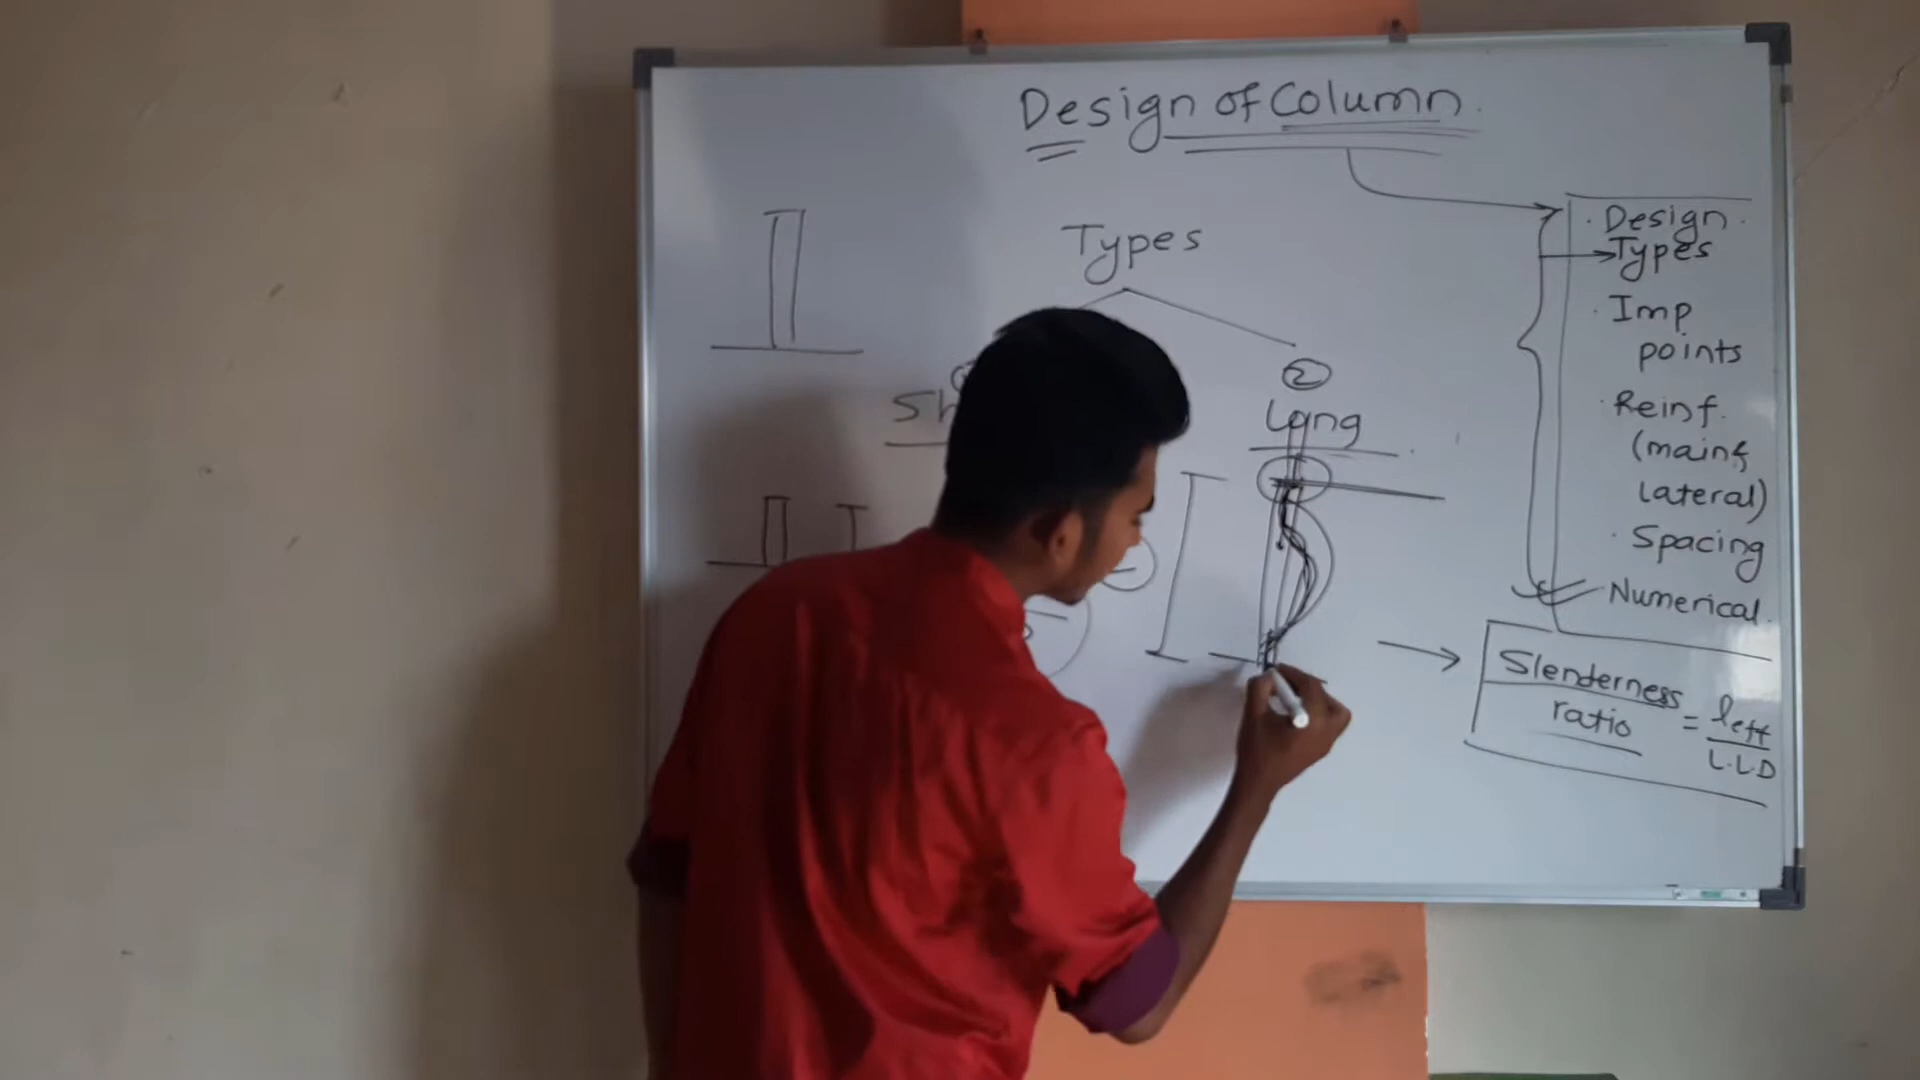 Design of Column.
Types
②
Long
· Design ·
Types
· Imp
points
· Reinf.
(main &
lateral)
· Spacing
Numerical.
Slenderness
ratio = leff
L.L.D